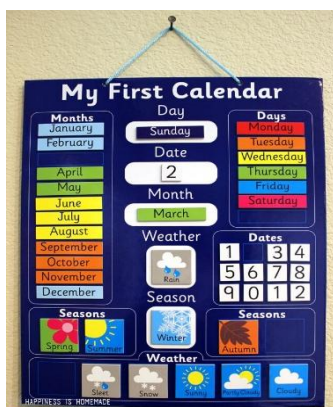 My First Calendar
Months
January
February
April
May
June
July
August
September
October
November
December
Day
Sunday
Date
2
Month
March
Weather
Rain
Season
Winter
Days
Monday
Tuesday
Wednesday
Thursday
Friday
Saturday
Dates
1 3 4
5 6 7 8
9 0 1 2
Seasons
Spring
Summer
Seasons
Autumn
Weather
Sleet
Snow
Sunny
Partly Cloudy
Cloudy
HAPPINESS IS HOMEMADE